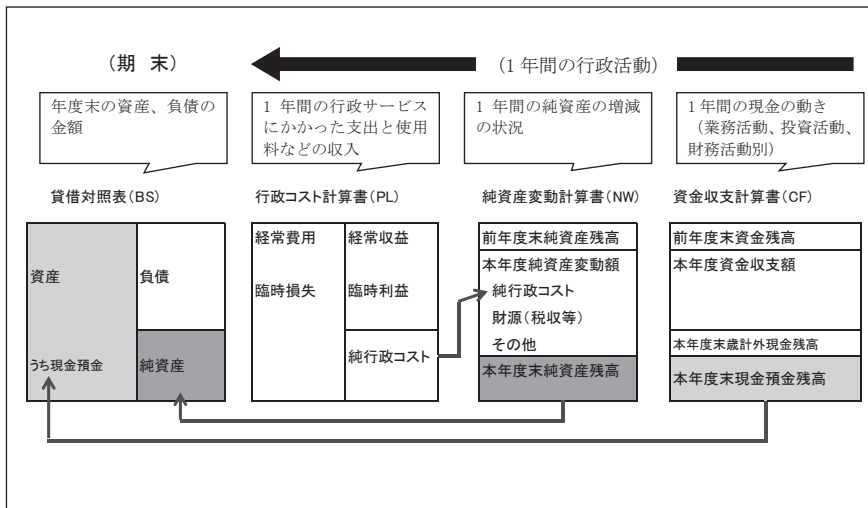 （期　末）
（1 年間の行政活動）
年度末の資産、負債の
金額
1 年間の行政サービス
にかかった支出と使用
料などの収入
1 年間の純資産の増減
の状況
1 年間の現金の動き
（業務活動、投資活動、
財務活動別）
貸借対照表（BS）
行政コスト計算書（PL）
純資産変動計算書（NW）
資金収支計算書（CF）
資産
負債
うち現金預金
純資産
経常費用
経常収益
臨時損失
臨時利益
純行政コスト
前年度末純資産残高
本年度純資産変動額
純行政コスト
財源（税収等）
その他
本年度末純資産残高
前年度末資金残高
本年度資金収支額
本年度末歳計外現金残高
本年度末現金預金残高